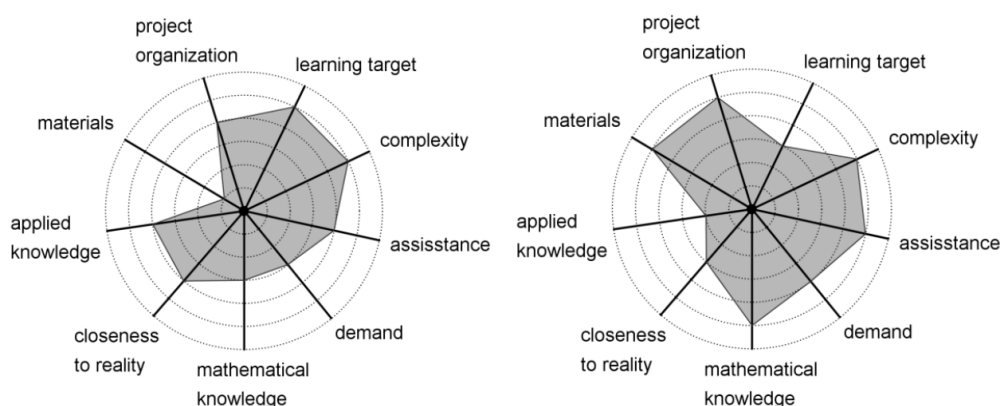 project
organization
learning target
complexity
assisstance
demand
mathematical
knowledge
closeness
to reality
applied
knowledge
materials
project
organization
learning target
complexity
assisstance
demand
mathematical
knowledge
closeness
to reality
applied
knowledge
materials